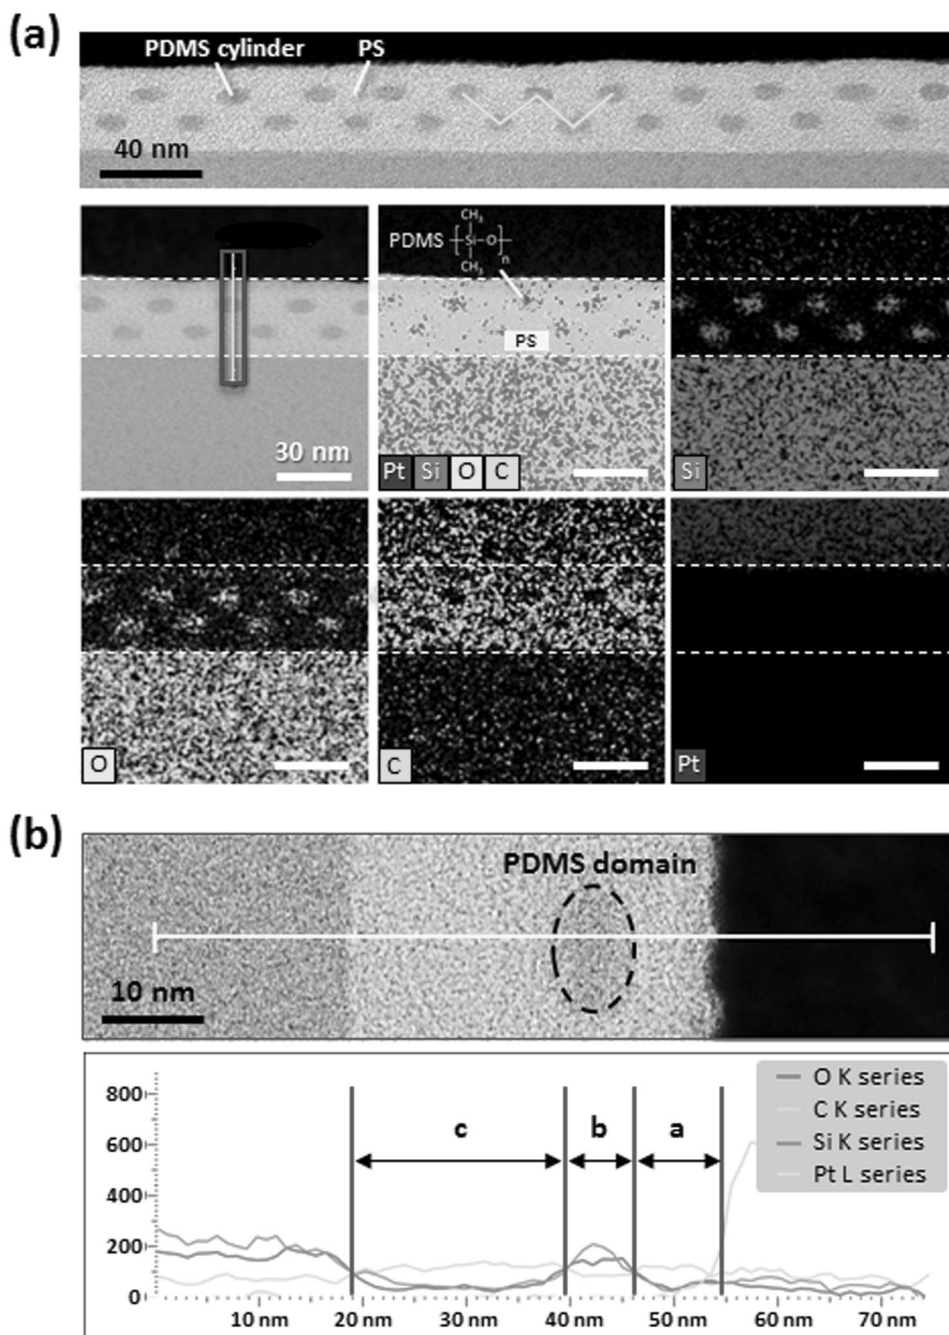 (a)
PDMS cylinder
PS
40 nm
30 nm
CH₃
PDMS [Si–O]n
CH₃
PS
Pt Si O C
Si
O
C
Pt
(b)
PDMS domain
10 nm
800
600
400
200
0
c
b
a
O K series
C K series
Si K series
Pt L series
10 nm
20 nm
30 nm
40 nm
50 nm
60 nm
70 nm